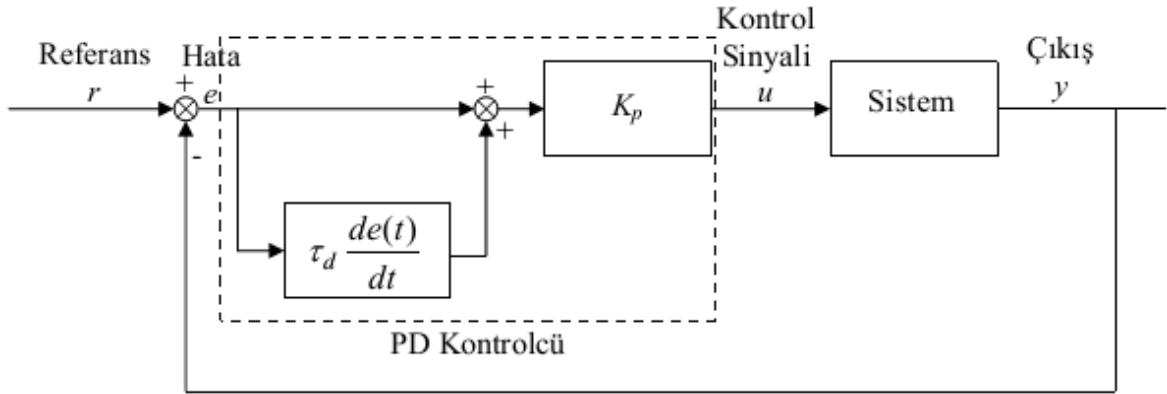 Kontrol
Referans
Hata
Sinyali
Çıkış
+
r
e
+
+
K_p
u
Sistem
y
-
τ_d de(t)/dt
PD Kontrolcü